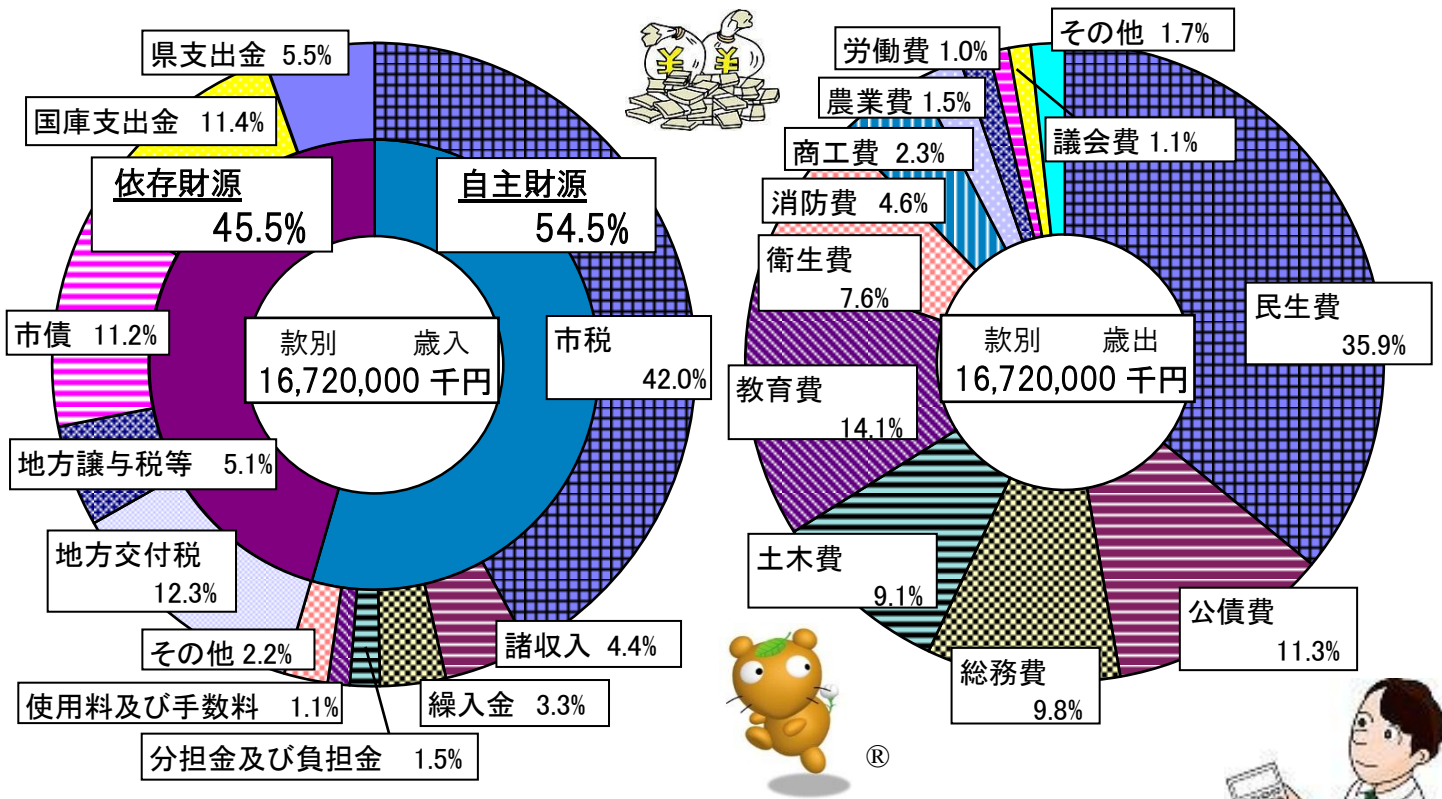 県支出金 5.5%
国庫支出金 11.4%
依存財源
45.5%
自主財源
54.5%
市債 11.2%
款別 歳入
16,720,000 千円
市税
42.0%
地方譲与税等 5.1%
地方交付税
12.3%
その他 2.2%
諸収入 4.4%
使用料及び手数料 1.1%
繰入金 3.3%
分担金及び負担金 1.5%
¥ ¥
労働費 1.0%
その他 1.7%
農業費 1.5%
議会費 1.1%
商工費 2.3%
消防費 4.6%
衛生費
7.6%
款別 歳出
16,720,000 千円
民生費
35.9%
教育費
14.1%
土木費
9.1%
公債費
11.3%
総務費
9.8%
®